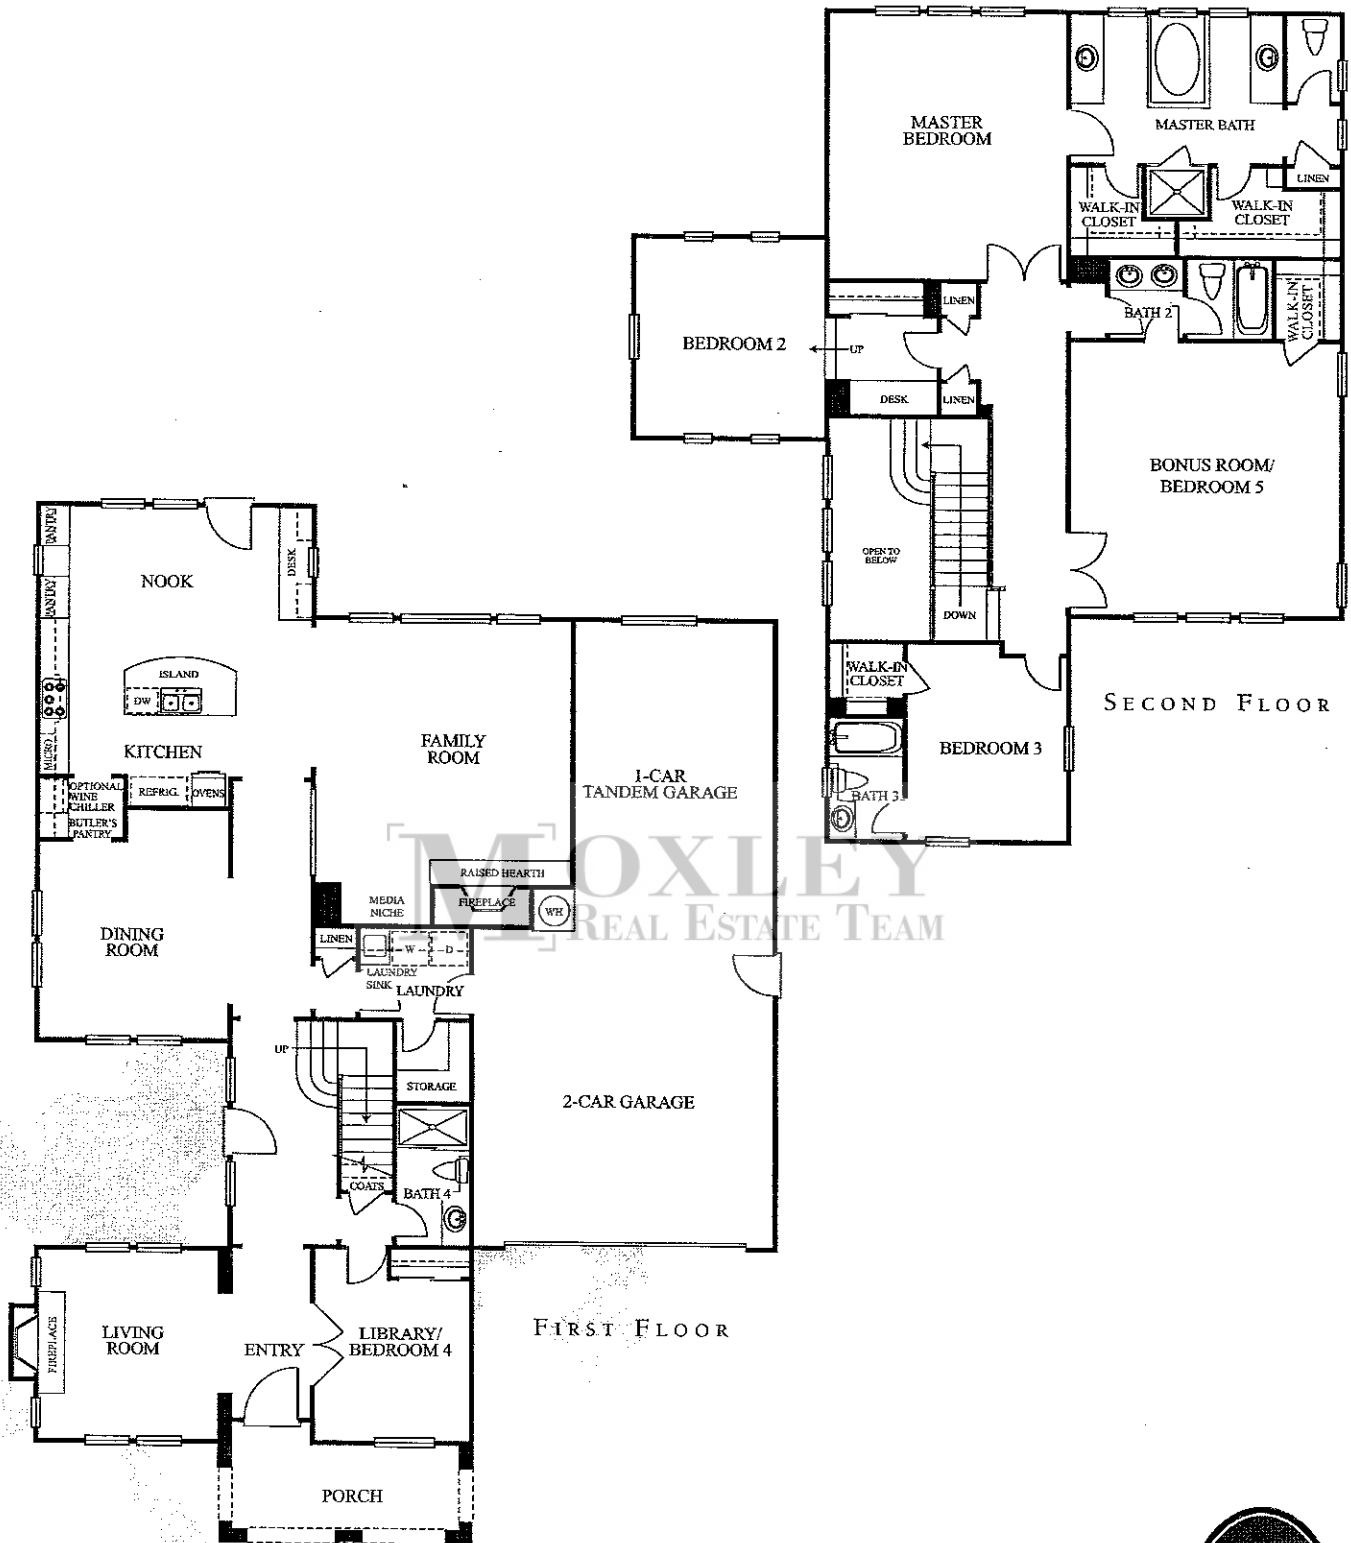 MASTER
BEDROOM
MASTER BATH
LINEN
WALK-IN
CLOSET
WALK-IN
CLOSET
LINEN
BATH 2
WALK-IN
CLOSET
BEDROOM 2
UP
DESK
LINEN
BONUS ROOM/
BEDROOM 5
OPEN TO
BELOW
DOWN
WALK-IN
CLOSET
BEDROOM 3
BATH 3
SECOND FLOOR
PANTRY
PANTRY
NOOK
DESK
ISLAND
DW
KITCHEN
MICRO.
REFRIG.
OVENS
OPTIONAL
WINE
CHILLER
BUTLER'S
PANTRY
FAMILY
ROOM
1-CAR
TANDEM GARAGE
RAISED HEARTH
FIREPLACE
MEDIA
NICHE
WH
MOXLEY
REAL ESTATE TEAM
DINING
ROOM
LINEN
W
D
LAUNDRY
SINK
LAUNDRY
UP
STORAGE
2-CAR GARAGE
COATS
BATH 4
FIREPLACE
LIVING
ROOM
ENTRY
LIBRARY/
BEDROOM 4
FIRST FLOOR
PORCH